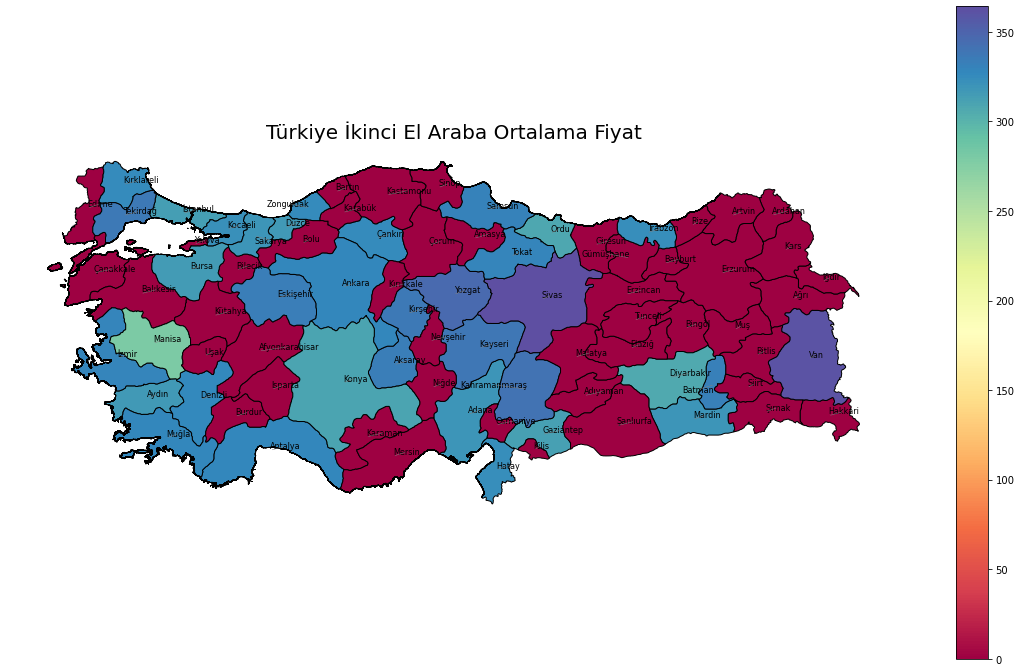 Türkiye İkinci El Araba Ortalama Fiyat
350
300
250
200
150
100
50
0
Kırklareli
Edirne
Tekirdağ
İstanbul
Kocaeli
Yalova
Sakarya
Düzce
Zonguldak
Bolu
Bartın
Karabük
Kastamonu
Sinop
Samsun
Çankırı
Çorum
Amasya
Tokat
Ordu
Giresun
Gümüşhane
Trabzon
Rize
Artvin
Ardahan
Kars
Iğdır
Bayburt
Erzurum
Ağrı
Erzincan
Çanakkale
Balıkesir
Bursa
Bilecik
Kütahya
Eskişehir
Ankara
Kırıkkale
Kırşehir
Yozgat
Sivas
Tunceli
Bingöl
Muş
Elazığ
Bitlis
Van
Manisa
İzmir
Uşak
Afyonkarahisar
Konya
Aksaray
Nevşehir
Kayseri
Malatya
Diyarbakır
Batman
Siirt
Aydın
Denizli
Isparta
Burdur
Niğde
Kahramanmaraş
Adıyaman
Mardin
Şırnak
Hakkâri
Muğla
Antalya
Karaman
Mersin
Adana
Osmaniye
Gaziantep
Kilis
Şanlıurfa
Hatay